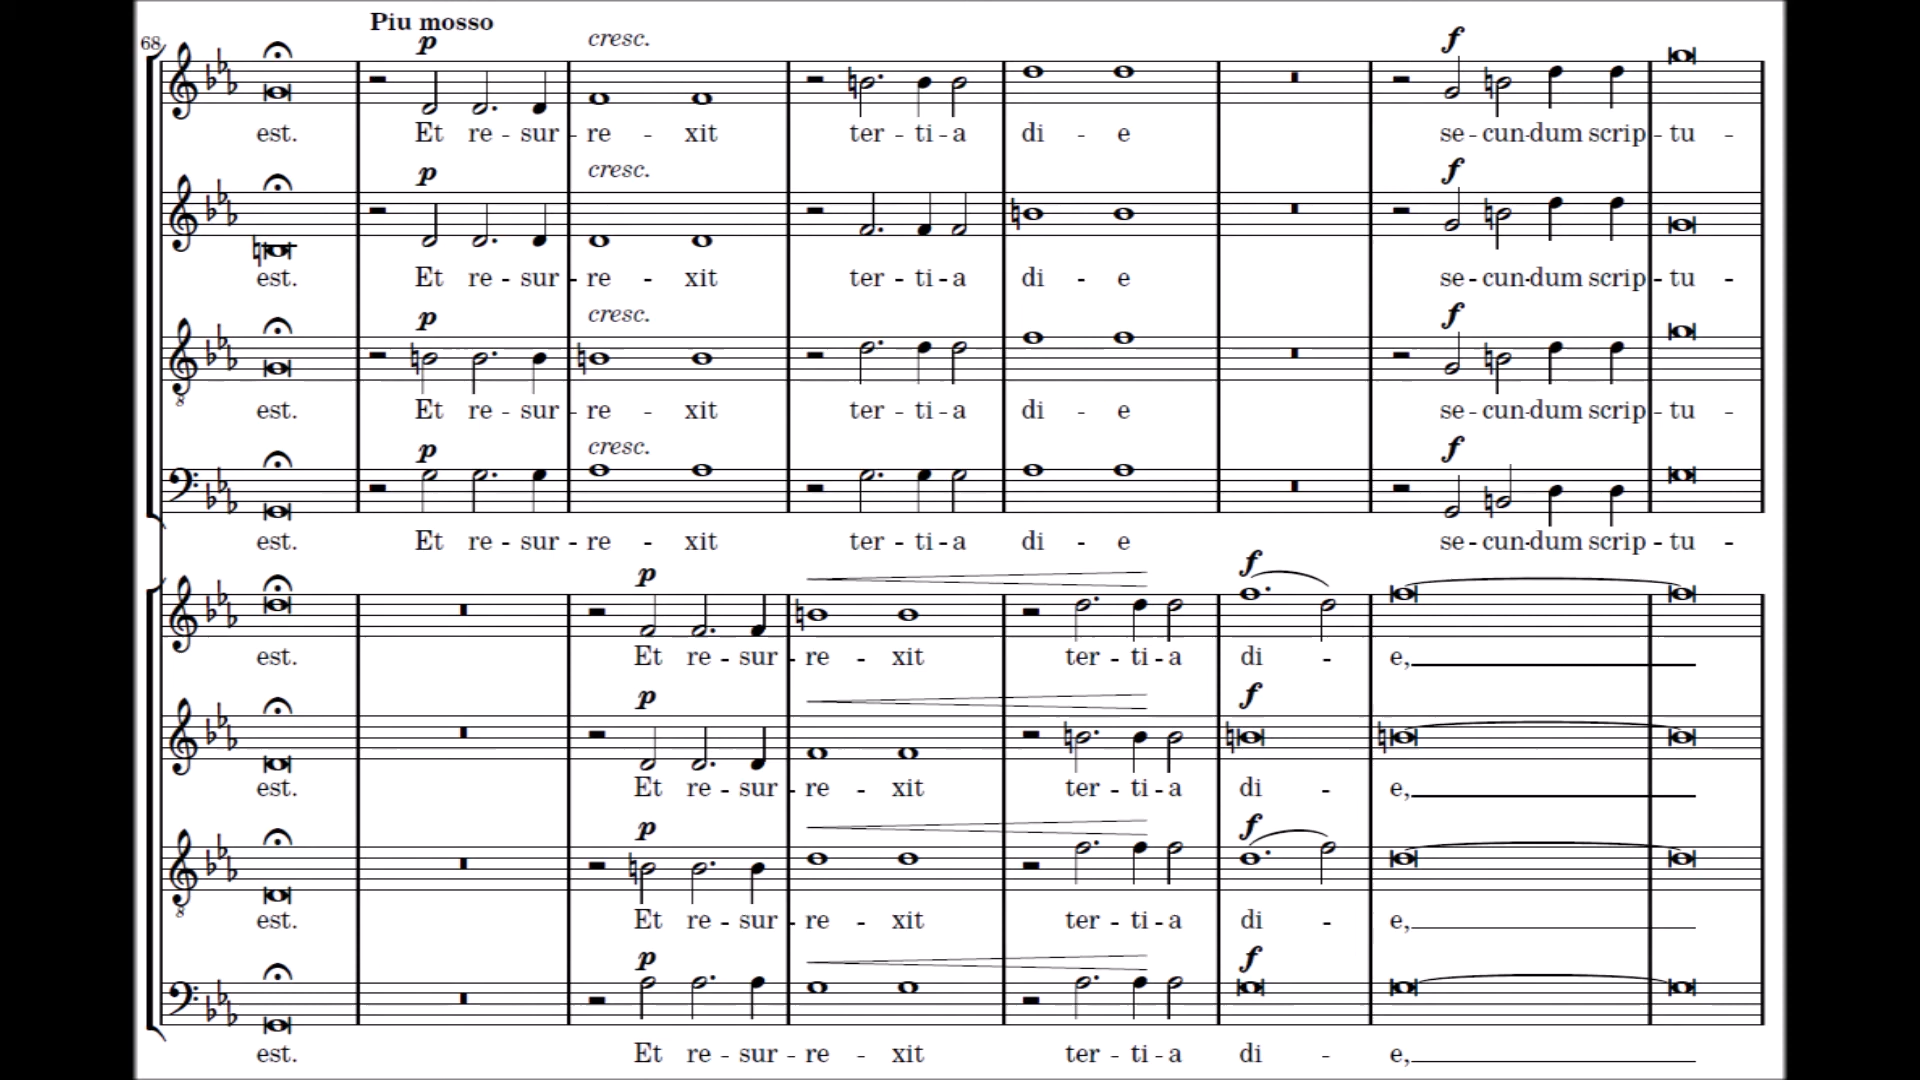 Piu mosso
68
p cresc. f
est. Et re - sur - re - xit ter - ti - a di - e se - cun - dum scrip - tu -
p cresc. f
est. Et re - sur - re - xit ter - ti - a di - e se - cun - dum scrip - tu -
p cresc. f
8
est. Et re - sur - re - xit ter - ti - a di - e se - cun - dum scrip - tu -
p cresc. f
est. Et re - sur - re - xit ter - ti - a di - e se - cun - dum scrip - tu -
p f
est. Et re - sur - re - xit ter - ti - a di - e,
p f
est. Et re - sur - re - xit ter - ti - a di - e,
p f
8
est. Et re - sur - re - xit ter - ti - a di - e,
p f
est. Et re - sur - re - xit ter - ti - a di - e,